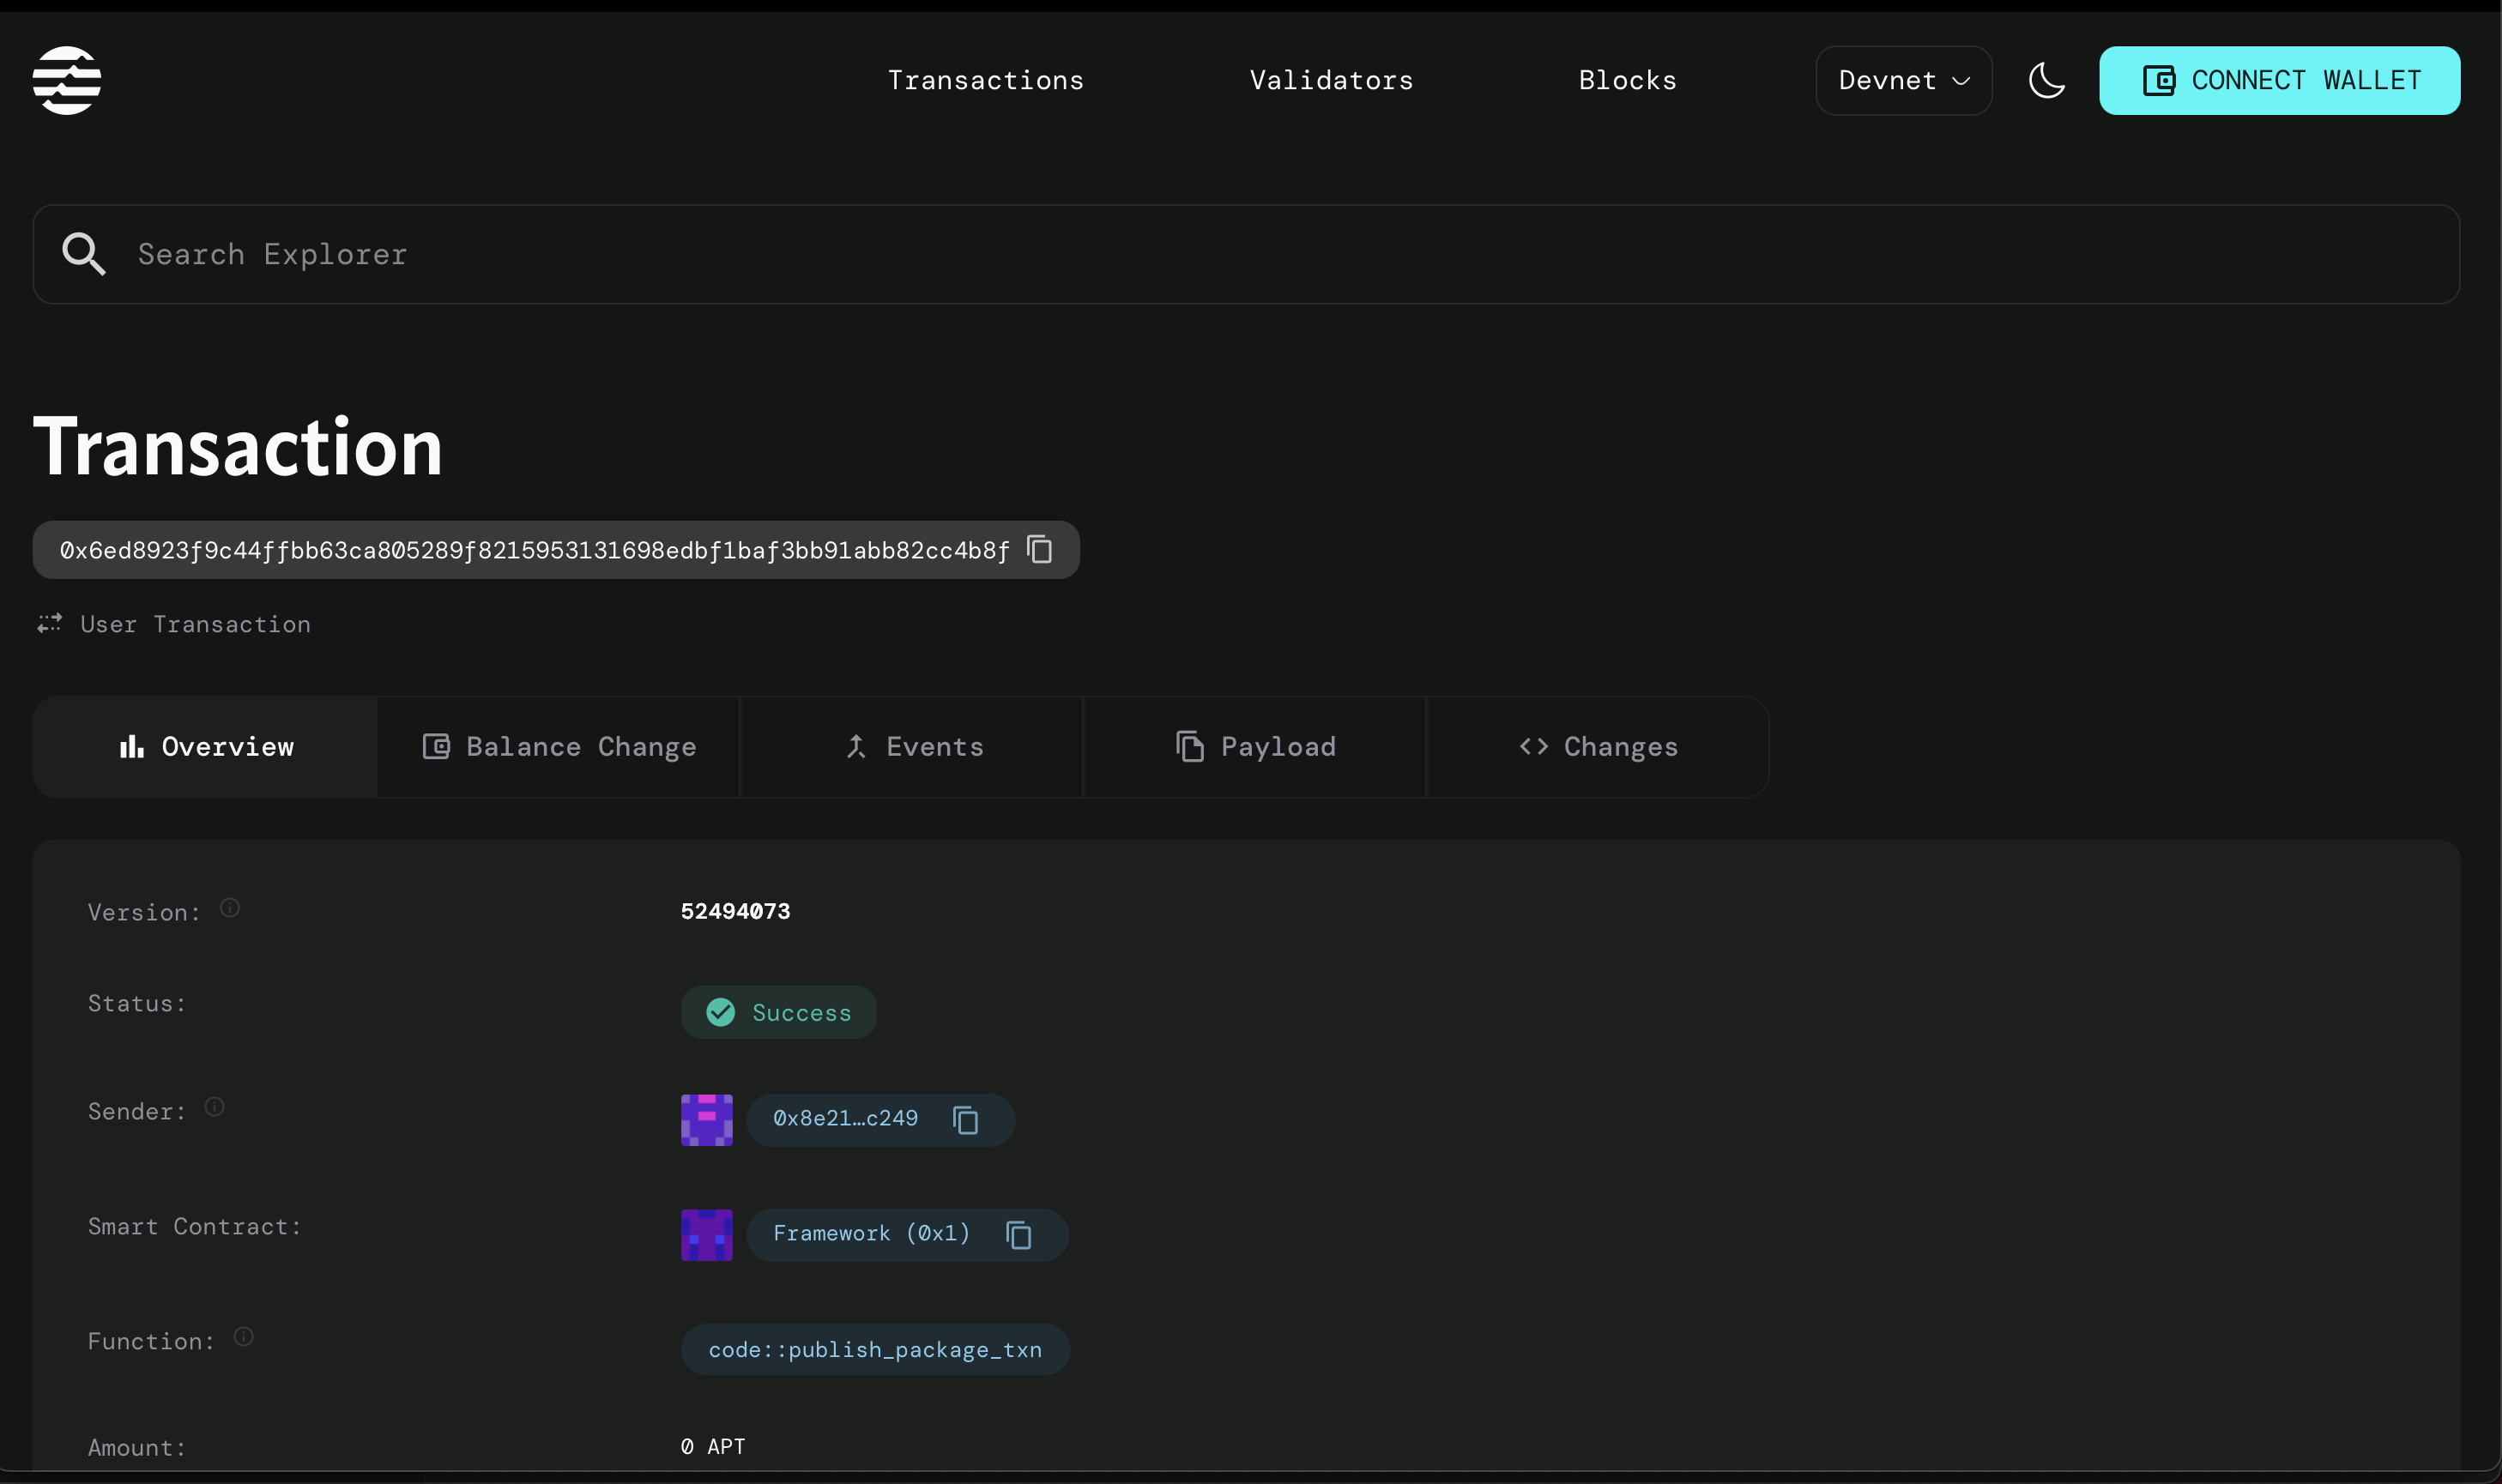 Transactions
Validators
Blocks
Devnet
CONNECT WALLET
Search Explorer
Transaction
0x6ed8923f9c44ffbb63ca805289f8215953131698edbf1baf3bb91abb82cc4b8f
User Transaction
Overview
Balance Change
Events
Payload
Changes
Version:
52494073
Status:
Success
Sender:
0x8e21…c249
Smart Contract:
Framework (0x1)
Function:
code::publish_package_txn
Amount:
0 APT